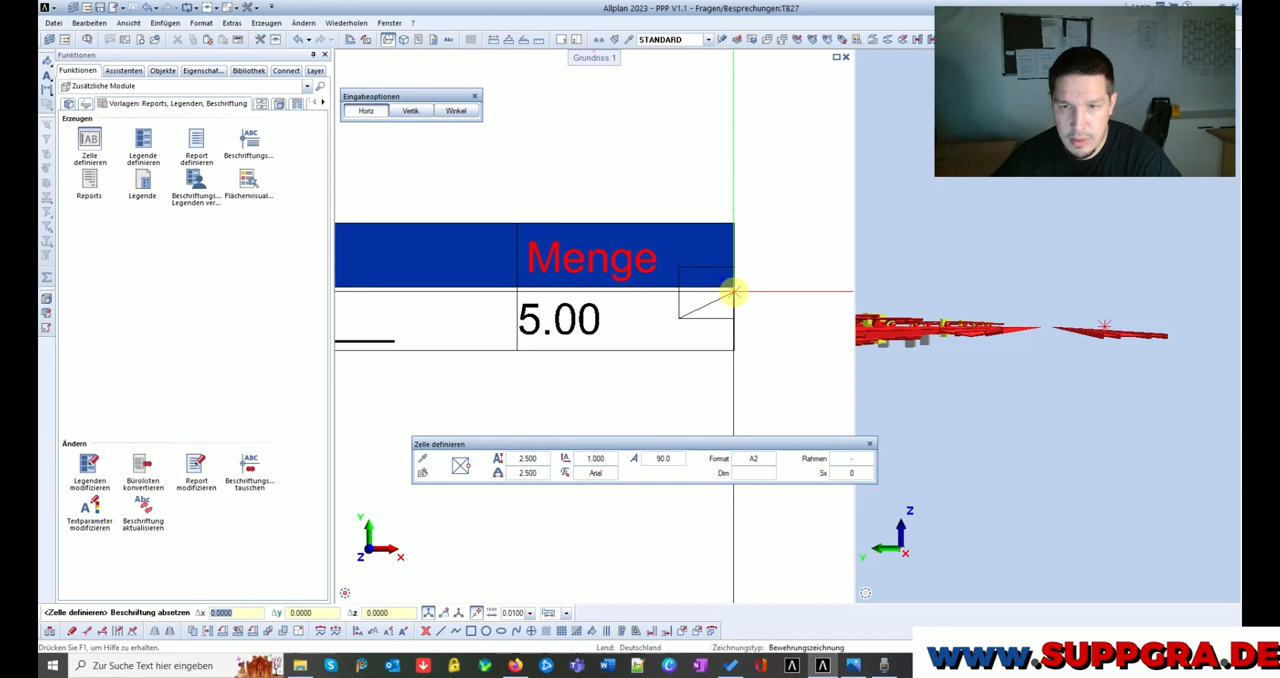 Allplan 2023 - PPP V1.1 - Fragen/Besprechungen:TB27
Datei Bearbeiten Ansicht Einfügen Format Extras Erzeugen Ändern Wiederholen Fenster ?
STANDARD
Funktionen
Funktionen Assistenten Objekte Eigenschaf... Bibliothek Connect Layer
Zusätzliche Module
Vorlagen: Reports, Legenden, Beschriftung
Erzeugen
Zelle definieren
Legende definieren
Report definieren
Beschriftungs...
Reports
Legende
Beschriftungs... Legenden ver...
Flächenvisual...
Ändern
Legenden modifizieren
Bürolisten konvertieren
Report modifizieren
Beschriftungs... tauschen
Textparameter modifizieren
Beschriftung aktualisieren
Grundriss:1
Eingabeoptionen
Horiz Vertik Winkel
Menge
5.00
Zelle definieren
2.500 1.000 90.0 Format A2 Rahmen -
2.500 Arial Dim Sx 0
Y
X
Z
Z
Y
X
<Zelle definieren> Beschriftung absetzen Δx 0.0000 Δy 0.0000 Δz 0.0000 0.0100
Drücken Sie F1, um Hilfe zu erhalten. Land: Deutschland Zeichnungstyp: Bewehrungszeichnung
Zur Suche Text hier eingeben
www.SUPPGRA.DE